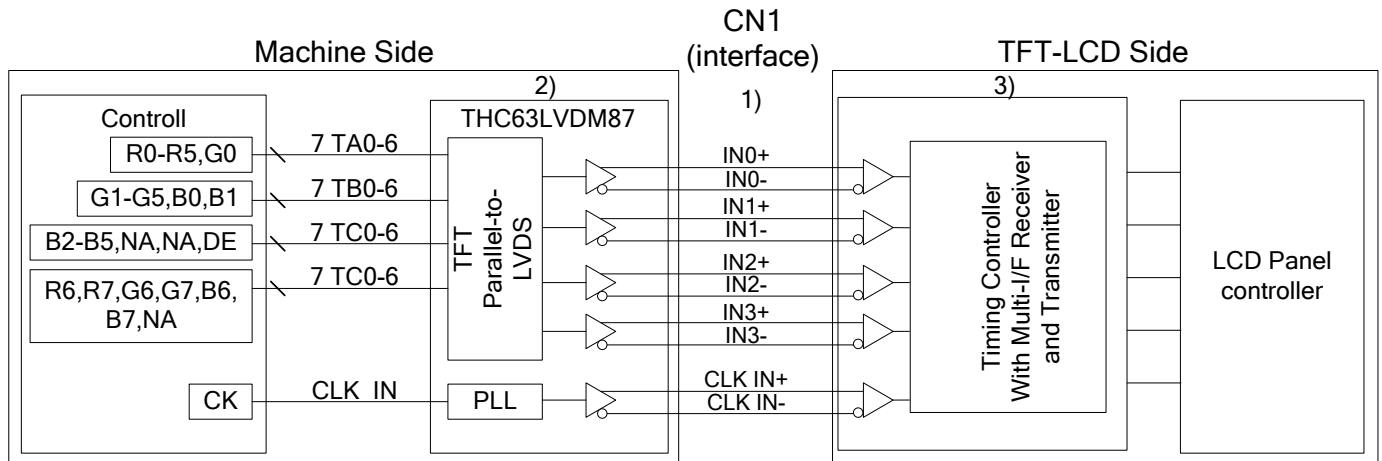 CN1
(interface)
1)
Machine Side
Controll
R0-R5,G0
G1-G5,B0,B1
B2-B5,NA,NA,DE
R6,R7,G6,G7,B6,
B7,NA
CK
7 TA0-6
7 TB0-6
7 TC0-6
7 TC0-6
CLK IN
2)
THC63LVDM87
TFT
Parallel-to-
LVDS
PLL
IN0+
IN0-
IN1+
IN1-
IN2+
IN2-
IN3+
IN3-
CLK IN+
CLK IN-
TFT-LCD Side
3)
Timing Controller
With Multi-I/F Receiver
and Transmitter
LCD Panel
controller